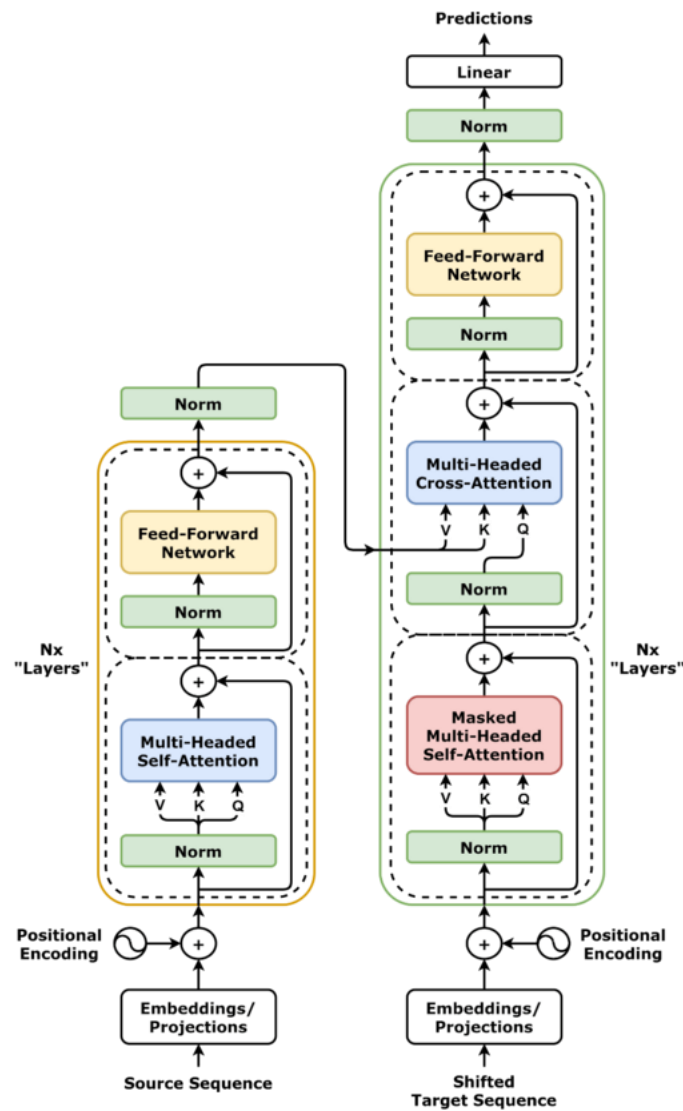 Predictions
Linear
Norm
Feed-Forward
Network
Norm
Multi-Headed
Cross-Attention
V K Q
Norm
Masked
Multi-Headed
Self-Attention
V K Q
Norm
Nx
"Layers"
Positional
Encoding
Embeddings/
Projections
Shifted
Target Sequence
Norm
Feed-Forward
Network
Norm
Nx
"Layers"
Multi-Headed
Self-Attention
V K Q
Norm
Positional
Encoding
Embeddings/
Projections
Source Sequence